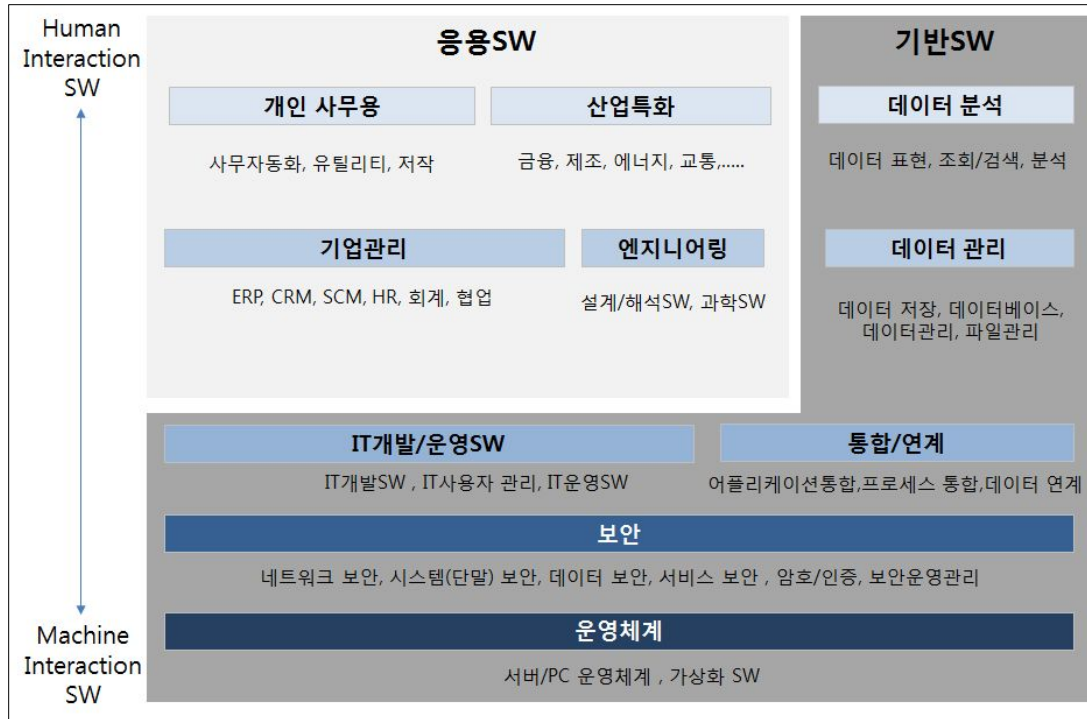 Human
Interaction
SW
응용SW
기반SW
개인 사무용
산업특화
데이터 분석
사무자동화, 유틸리티, 저작
금융, 제조, 에너지, 교통,.....
데이터 표현, 조회/검색, 분석
기업관리
엔지니어링
데이터 관리
ERP, CRM, SCM, HR, 회계, 협업
설계/해석SW, 과학SW
데이터 저장, 데이터베이스,
데이터관리, 파일관리
IT개발/운영SW
통합/연계
IT개발SW , IT사용자 관리, IT운영SW
어플리케이션통합,프로세스 통합,데이터 연계
보안
네트워크 보안, 시스템(단말) 보안, 데이터 보안, 서비스 보안 , 암호/인증, 보안운영관리
운영체계
서버/PC 운영체계 , 가상화 SW
Machine
Interaction
SW